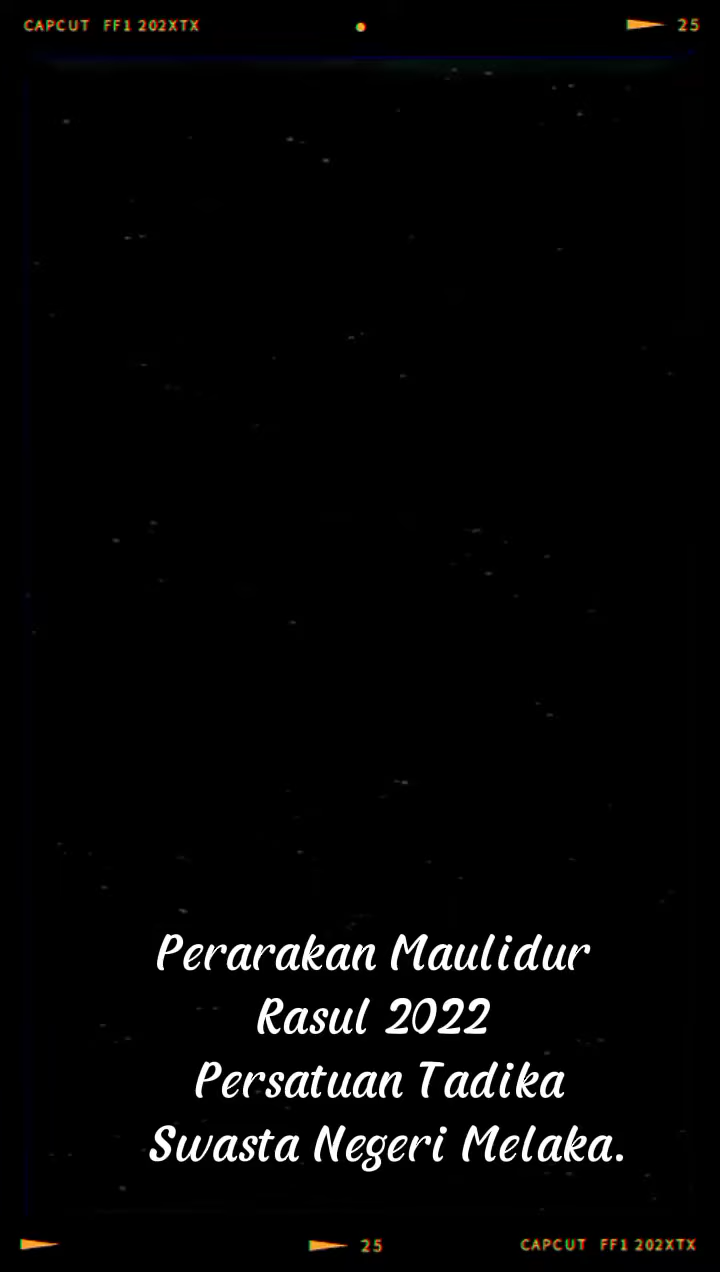 CAPCUT FF1 202XTX
25
Perarakan Maulidur
Rasul 2022
Persatuan Tadika
Swasta Negeri Melaka.
25
CAPCUT FF1 202XTX